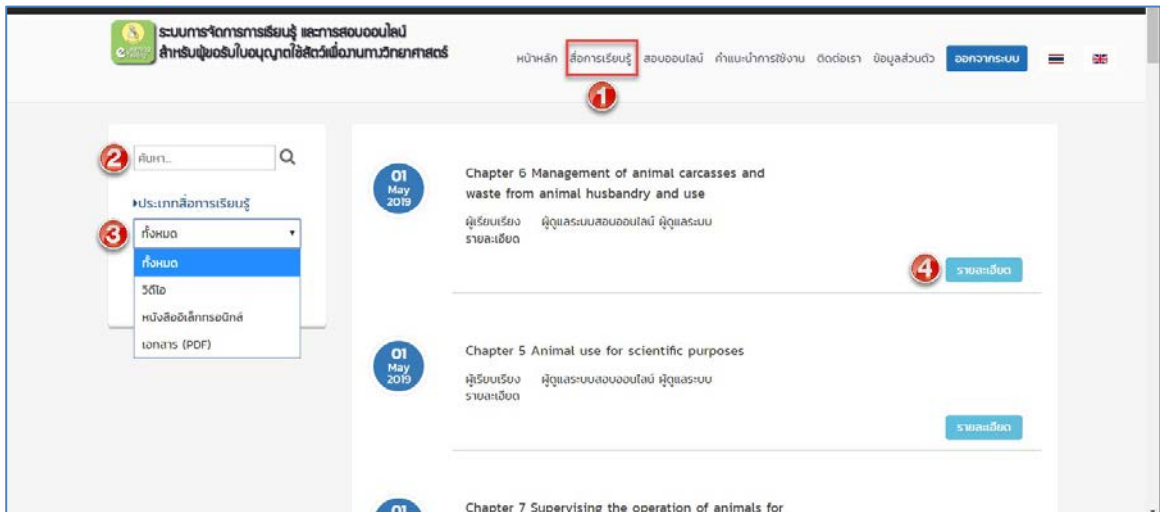 ระบบการจัดการการเรียนรู้ และการสอบออนไลน์
สำหรับผู้ขอรับใบอนุญาตใช้สัตว์เพื่องานทางวิทยาศาสตร์
หน้าหลัก สื่อการเรียนรู้ สอบออนไลน์ คำแนะนำการใช้งาน ติดต่อเรา ข้อมูลส่วนตัว ออกจากระบบ
1
2 ค้นหา...
▸ประเภทสื่อการเรียนรู้
3 ทั้งหมด
ทั้งหมด
วิดีโอ
หนังสืออิเล็กทรอนิกส์
เอกสาร (PDF)
01
May
2019
Chapter 6 Management of animal carcasses and
waste from animal husbandry and use
ผู้เรียบเรียง ผู้ดูแลระบบสอบออนไลน์ ผู้ดูแลระบบ
รายละเอียด
4 รายละเอียด
01
May
2019
Chapter 5 Animal use for scientific purposes
ผู้เรียบเรียง ผู้ดูแลระบบสอบออนไลน์ ผู้ดูแลระบบ
รายละเอียด
รายละเอียด
01
Chapter 7 Supervising the operation of animals for